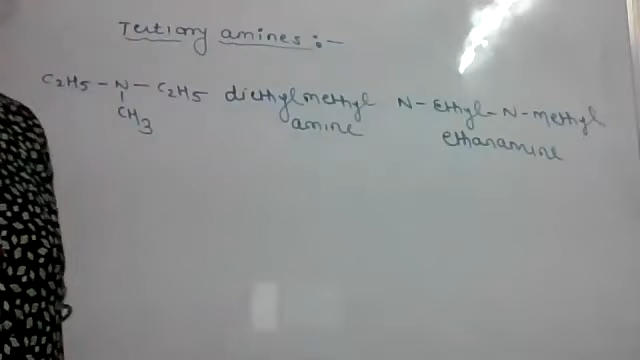 Tertiary amines :-
C2H5 - N - C2H5 diethylmethyl N- Ethyl-N-methyl
CH3 amine ethanamine